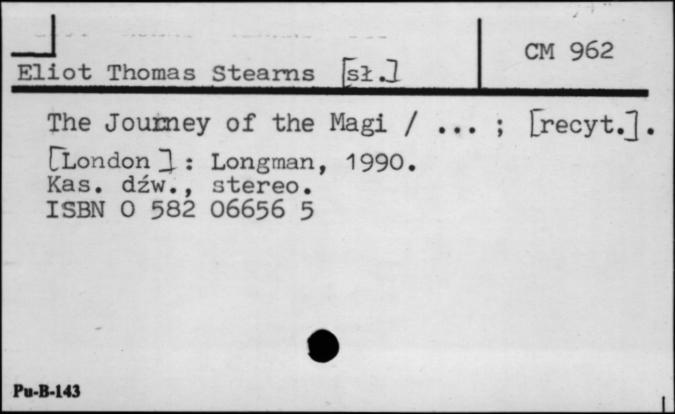 CM 962
Eliot Thomas Stearns [sł.]
The Journey of the Magi / ... ; [recyt.].
[London] : Longman, 1990.
Kas. dźw., stereo.
ISBN 0 582 06656 5
Pu-B-143